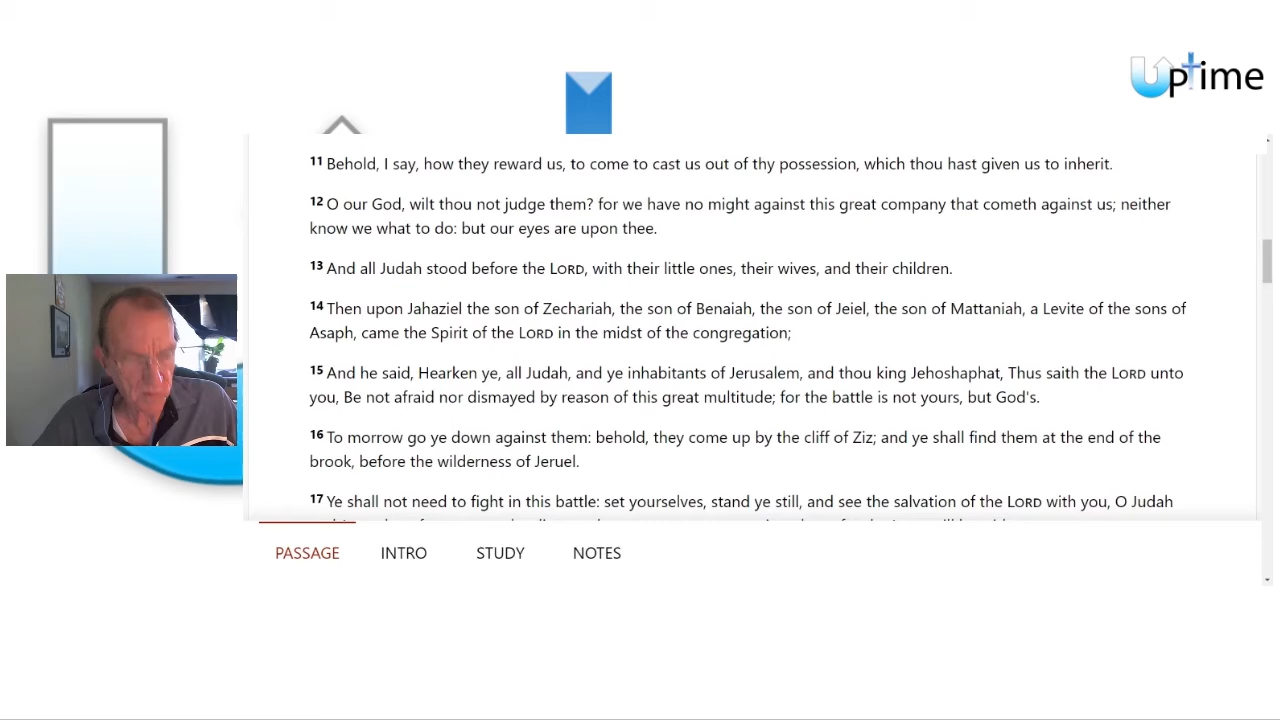 Uptime
11 Behold, I say, how they reward us, to come to cast us out of thy possession, which thou hast given us to inherit.
12 O our God, wilt thou not judge them? for we have no might against this great company that cometh against us; neither
know we what to do: but our eyes are upon thee.
13 And all Judah stood before the LORD, with their little ones, their wives, and their children.
14 Then upon Jahaziel the son of Zechariah, the son of Benaiah, the son of Jeiel, the son of Mattaniah, a Levite of the sons of
Asaph, came the Spirit of the LORD in the midst of the congregation;
15 And he said, Hearken ye, all Judah, and ye inhabitants of Jerusalem, and thou king Jehoshaphat, Thus saith the LORD unto
you, Be not afraid nor dismayed by reason of this great multitude; for the battle is not yours, but God's.
16 To morrow go ye down against them: behold, they come up by the cliff of Ziz; and ye shall find them at the end of the
brook, before the wilderness of Jeruel.
17 Ye shall not need to fight in this battle: set yourselves, stand ye still, and see the salvation of the LORD with you, O Judah
PASSAGE INTRO STUDY NOTES